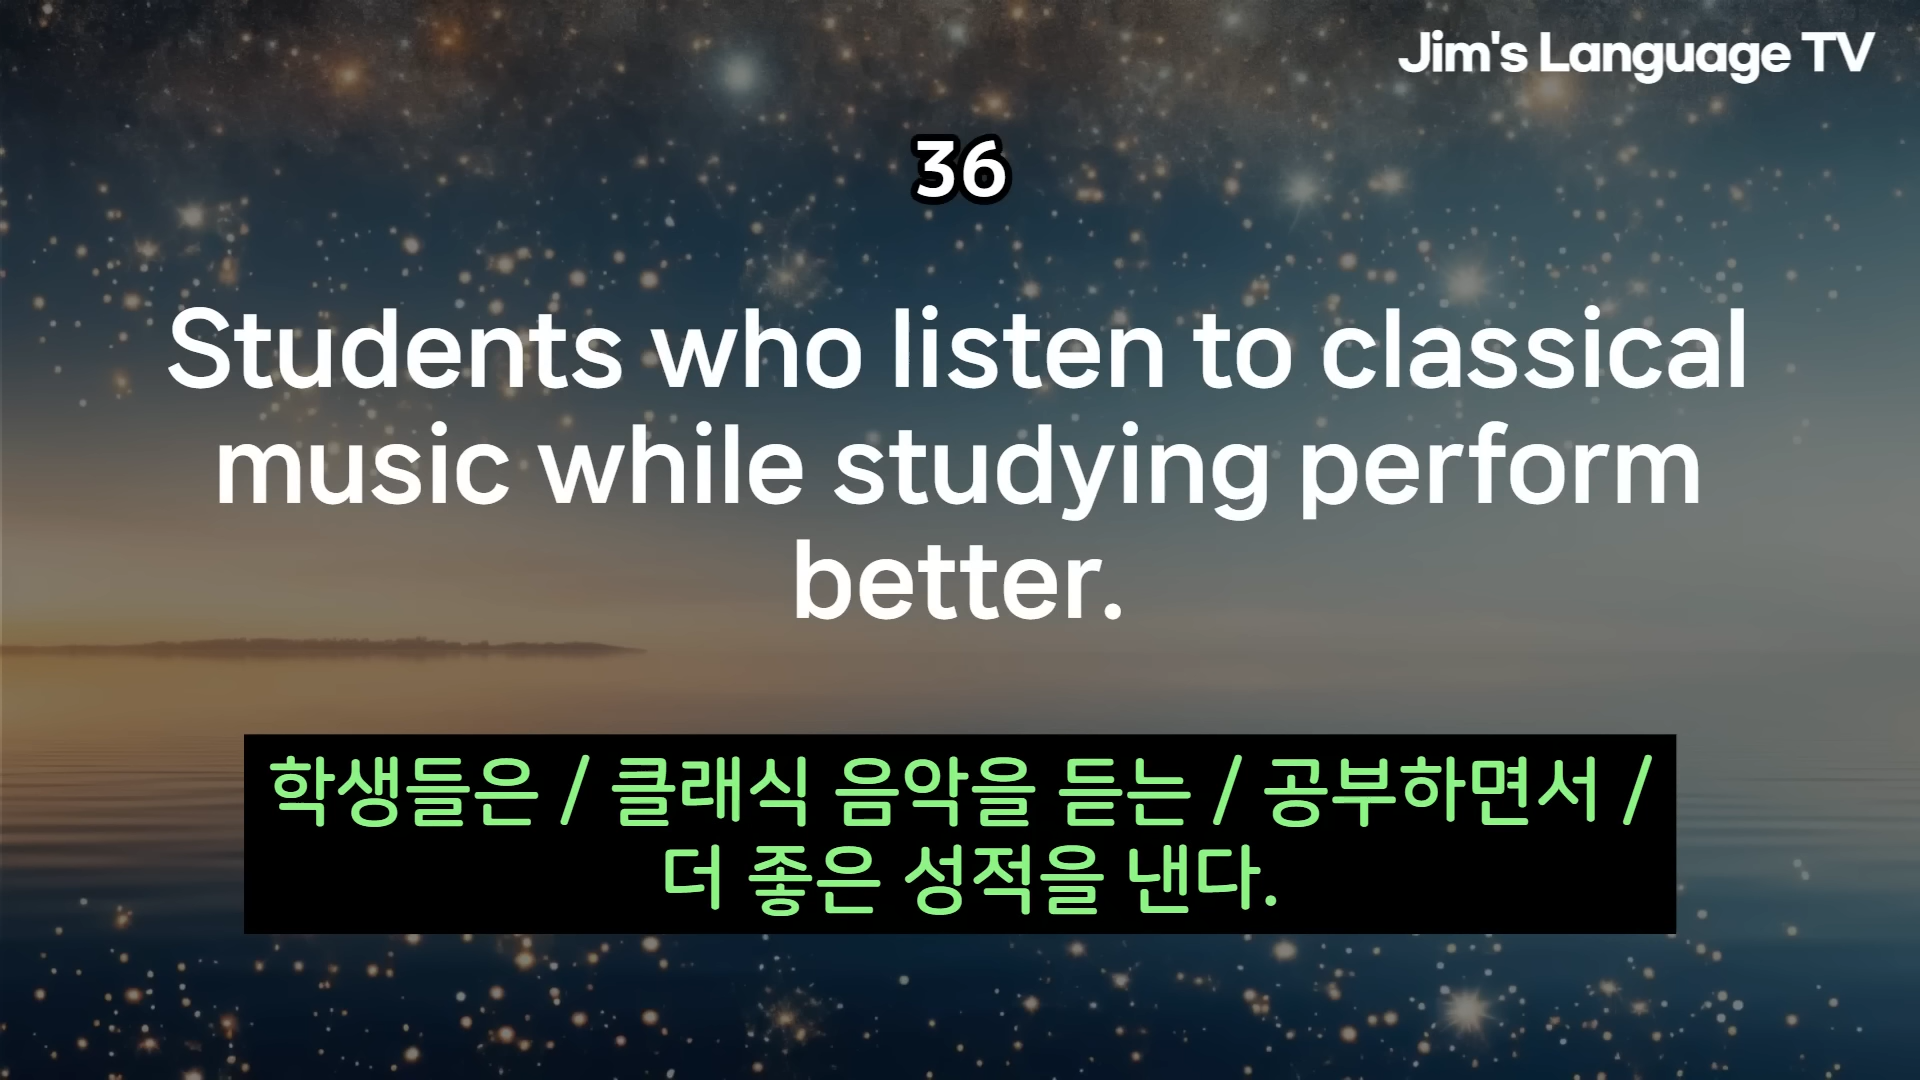 Jim's Language TV
36
Students who listen to classical
music while studying perform
better.
학생들은 / 클래식 음악을 듣는 / 공부하면서 /
더 좋은 성적을 낸다.